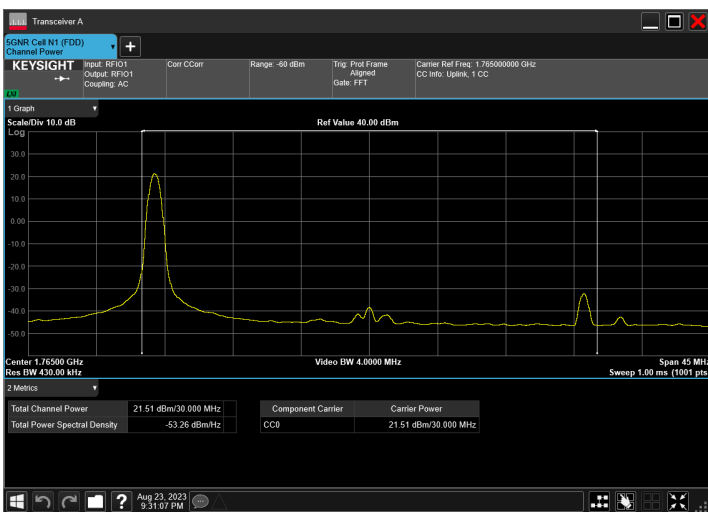 Transceiver A
5GNR Cell N1 (FDD)
Channel Power
KEYSIGHT
Input: RFIO1
Output: RFIO1
Coupling: AC
Corr CCorr
Range: -60 dBm
Trig: Prot Frame
Aligned
Gate: FFT
Carrier Ref Freq: 1.765000000 GHz
CC Info: Uplink, 1 CC
LXI
1 Graph
Scale/Div 10.0 dB
Ref Value 40.00 dBm
Log
30.0
20.0
10.0
0.00
-10.0
-20.0
-30.0
-40.0
-50.0
Center 1.76500 GHz
Video BW 4.0000 MHz
Span 45 MHz
Res BW 430.00 kHz
Sweep 1.00 ms (1001 pts)
2 Metrics
Total Channel Power 21.51 dBm/30.000 MHz
Total Power Spectral Density -53.26 dBm/Hz
Component Carrier Carrier Power
CC0 21.51 dBm/30.000 MHz
Aug 23, 2023
9:31:07 PM